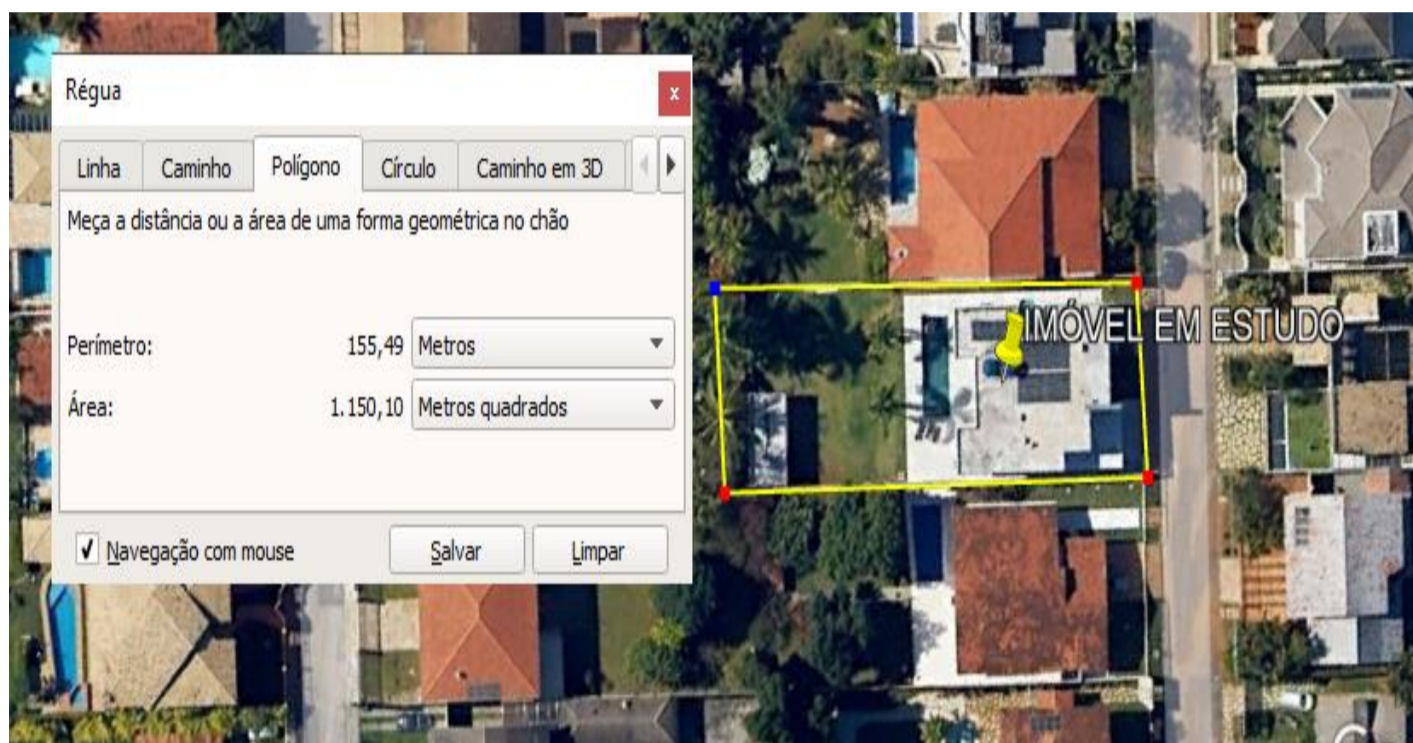 Régua
x
Linha Caminho Polígono Círculo Caminho em 3D
Meça a distância ou a área de uma forma geométrica no chão
Perímetro: 155,49 Metros
Área: 1.150,10 Metros quadrados
Navegação com mouse Salvar Limpar
IMÓVEL EM ESTUDO